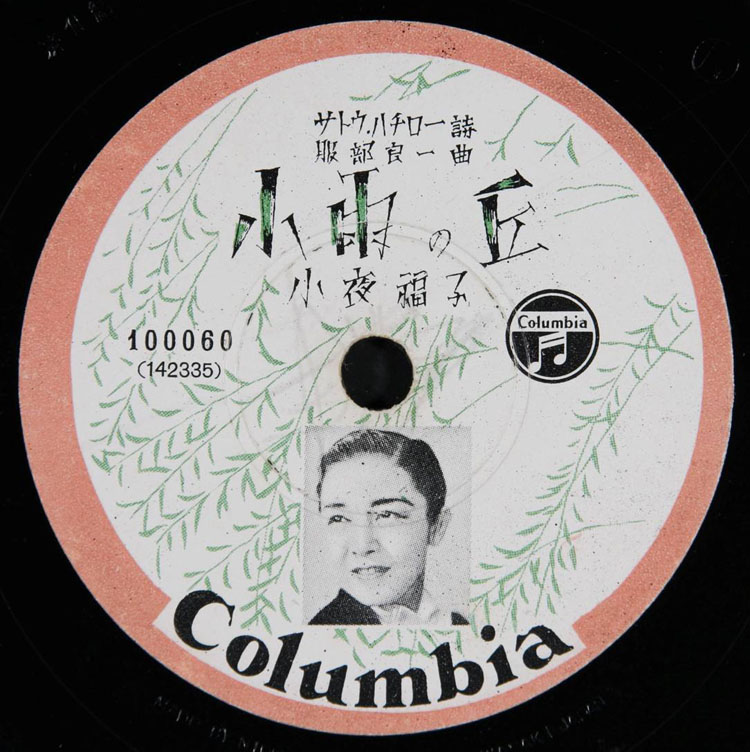 サトウ・ハチロー詩
服部良一曲
小雨の丘
小夜福子
100060
(142335)
Columbia
Columbia